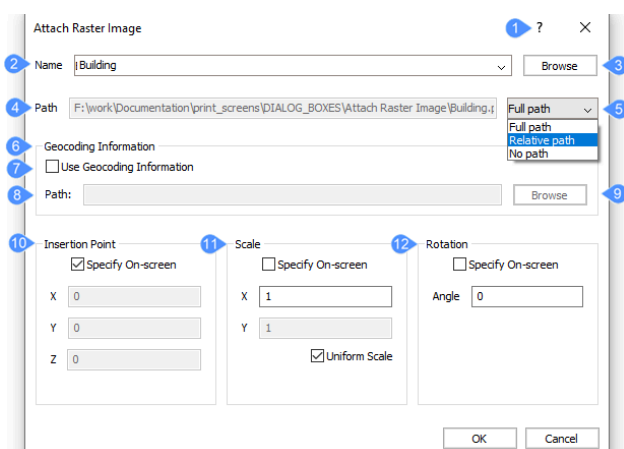 Attach Raster Image 1 ? X
2 Name Building Browse 3
4 Path F:\work\Documentation\print_screens\DIALOG_BOXES\Attach Raster Image\Building.p Full path 5
Full path
Relative path
No path
6 Geocoding Information
7 Use Geocoding Information
8 Path: Browse 9
10 Insertion Point 11 Scale 12 Rotation
Specify On-screen Specify On-screen Specify On-screen
X 0 X 1 Angle 0
Y 0 Y 1
Z 0 Uniform Scale
OK Cancel